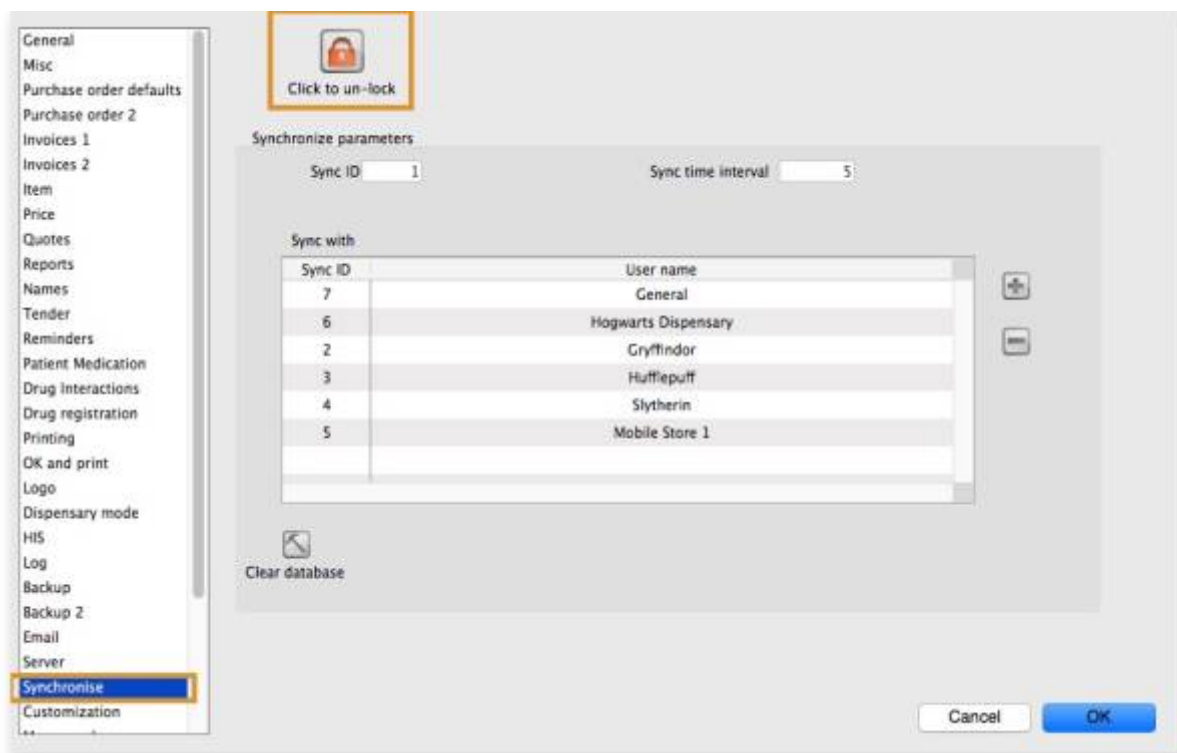 General
Misc
Purchase order defaults
Purchase order 2
Invoices 1
Invoices 2
Item
Price
Quotes
Reports
Names
Tender
Reminders
Patient Medication
Drug Interactions
Drug registration
Printing
OK and print
Logo
Dispensary mode
HIS
Log
Backup
Backup 2
Email
Server
Synchronise
Customization
Click to un-lock
Synchronize parameters
Sync ID 1 Sync time interval 5
Sync with
Sync ID User name
7 General
6 Hogwarts Dispensary
2 Gryffindor
3 Hufflepuff
4 Slytherin
5 Mobile Store 1
Clear database
Cancel OK